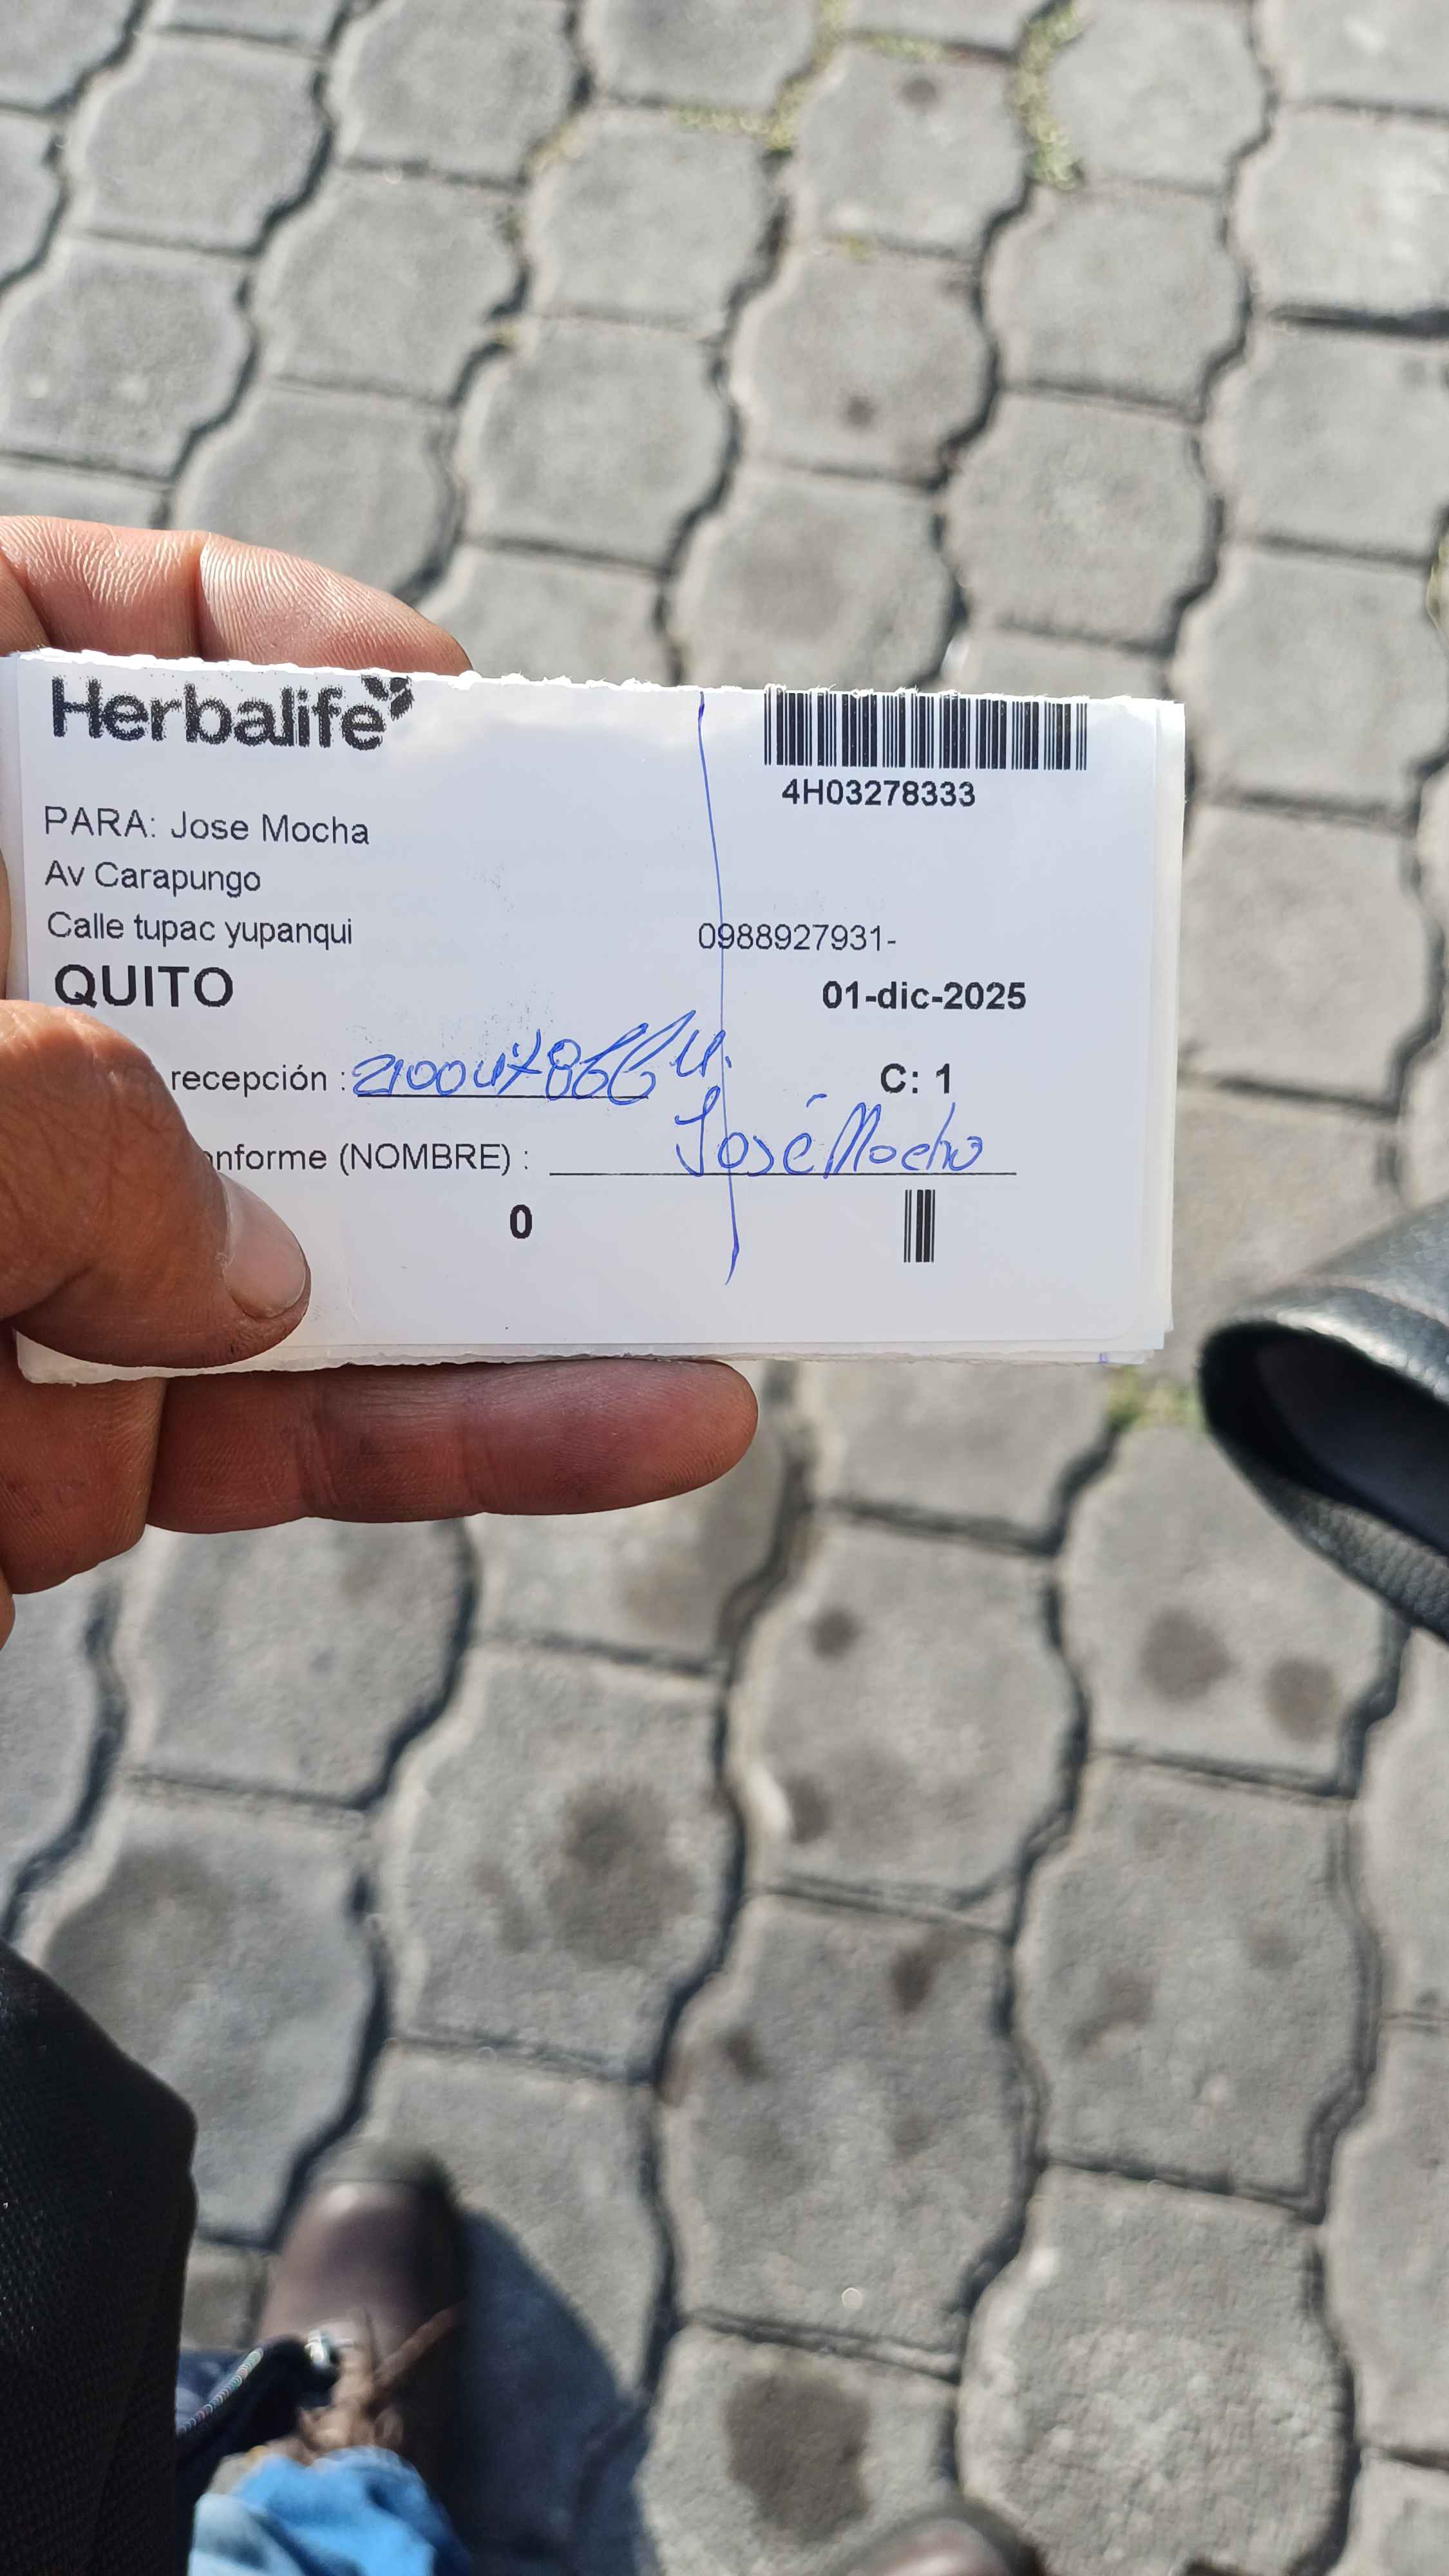 Herbalife
4H03278333
PARA: Jose Mocha
Av Carapungo
Calle tupac yupanqui
0988927931-
QUITO
01-dic-2025
recepción :
C: 1
onforme (NOMBRE) : José Mocha
0